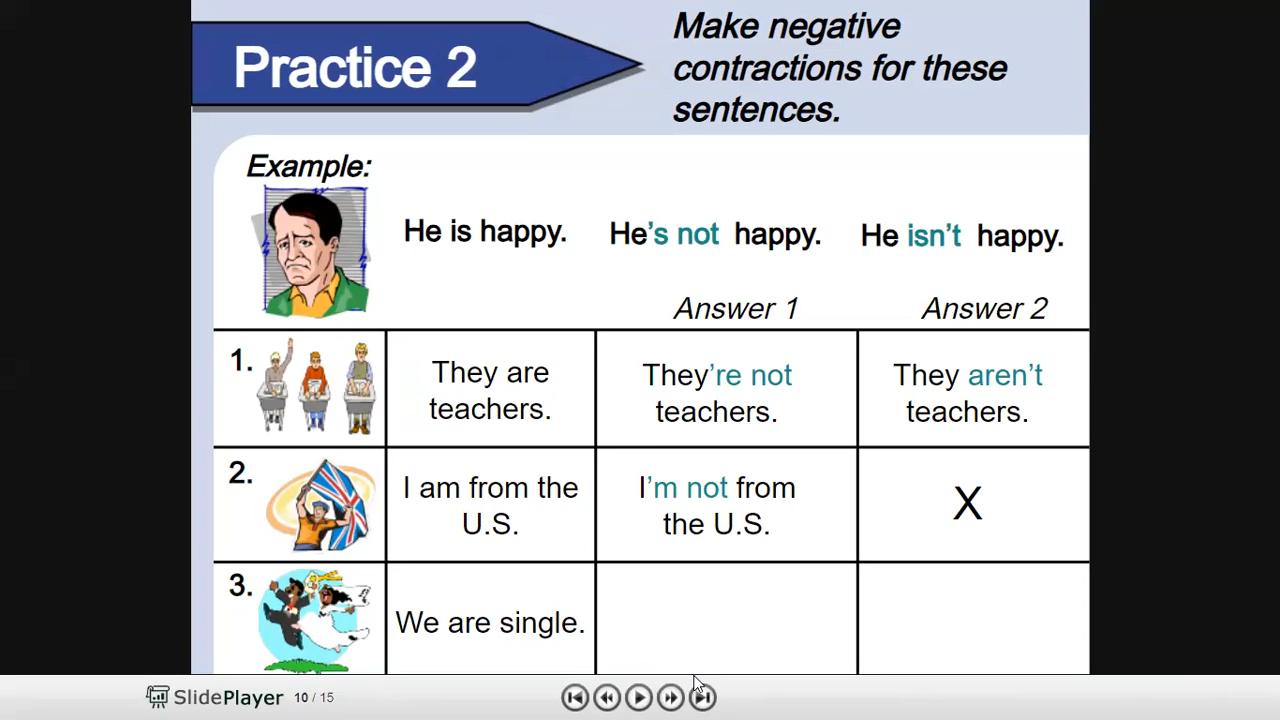 Practice 2
Make negative
contractions for these
sentences.
Example:
He is happy.
He's not happy.
He isn't happy.
Answer 1
Answer 2
1.
They are
teachers.
They're not
teachers.
They aren't
teachers.
2.
I am from the
U.S.
I'm not from
the U.S.
X
3.
We are single.
SlidePlayer
10 / 15